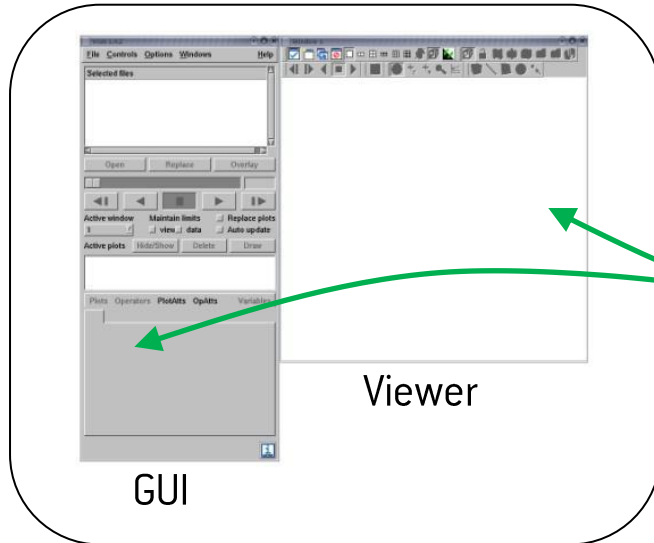 File Controls Options Windows Help
Selected files
Open Replace Overlay
Active window Maintain limits Replace plots
1 view data Auto update
Active plots Hide/Show Delete Draw
Plots Operators PlotAtts OpAtts Variables
Viewer
GUI